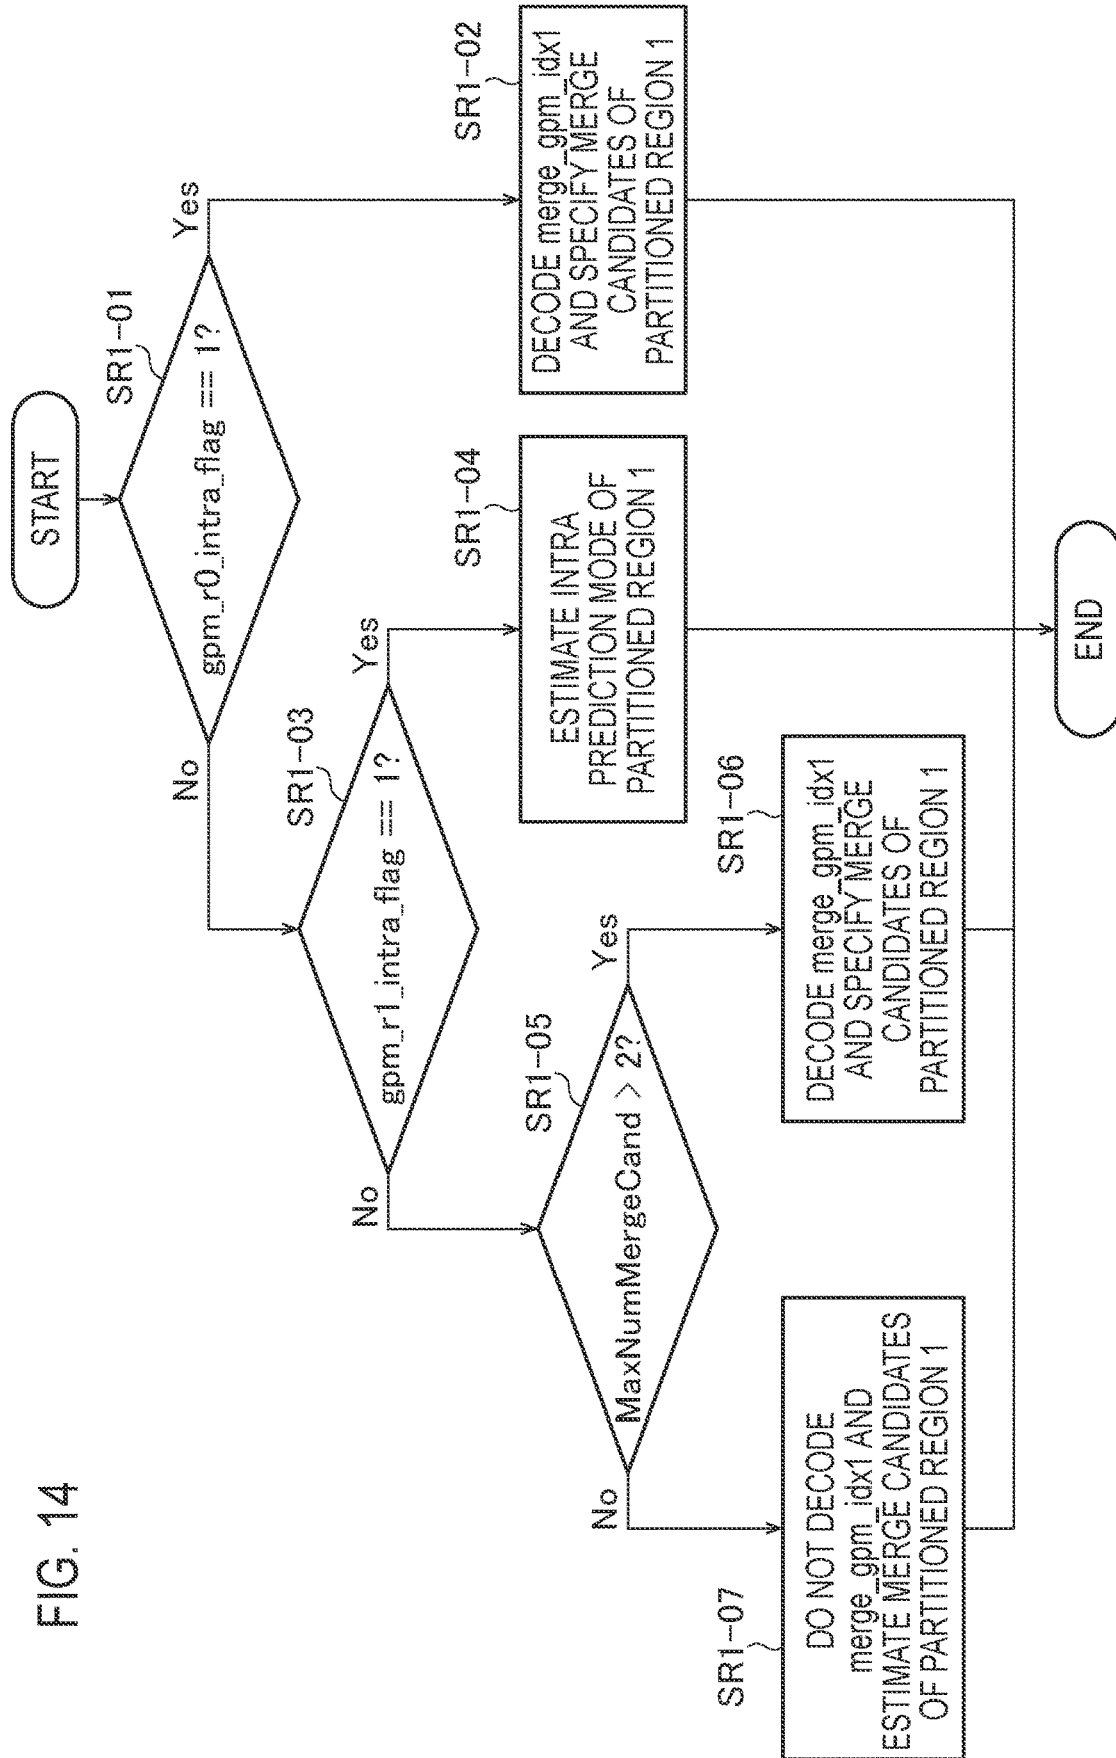 FIG. 14
START
SR1-01
gpm_r0_intra_flag == 1?
No
Yes
SR1-02
DECODE merge_gpm_idx1
AND SPECIFY MERGE
CANDIDATES OF
PARTITIONED REGION 1
SR1-03
gpm_r1_intra_flag == 1?
No
Yes
SR1-04
ESTIMATE INTRA
PREDICTION MODE OF
PARTITIONED REGION 1
SR1-05
MaxNumMergeCand > 2?
No
Yes
SR1-06
DECODE merge_gpm_idx1
AND SPECIFY MERGE
CANDIDATES OF
PARTITIONED REGION 1
SR1-07
DO NOT DECODE
merge_gpm_idx1 AND
ESTIMATE MERGE CANDIDATES
OF PARTITIONED REGION 1
END